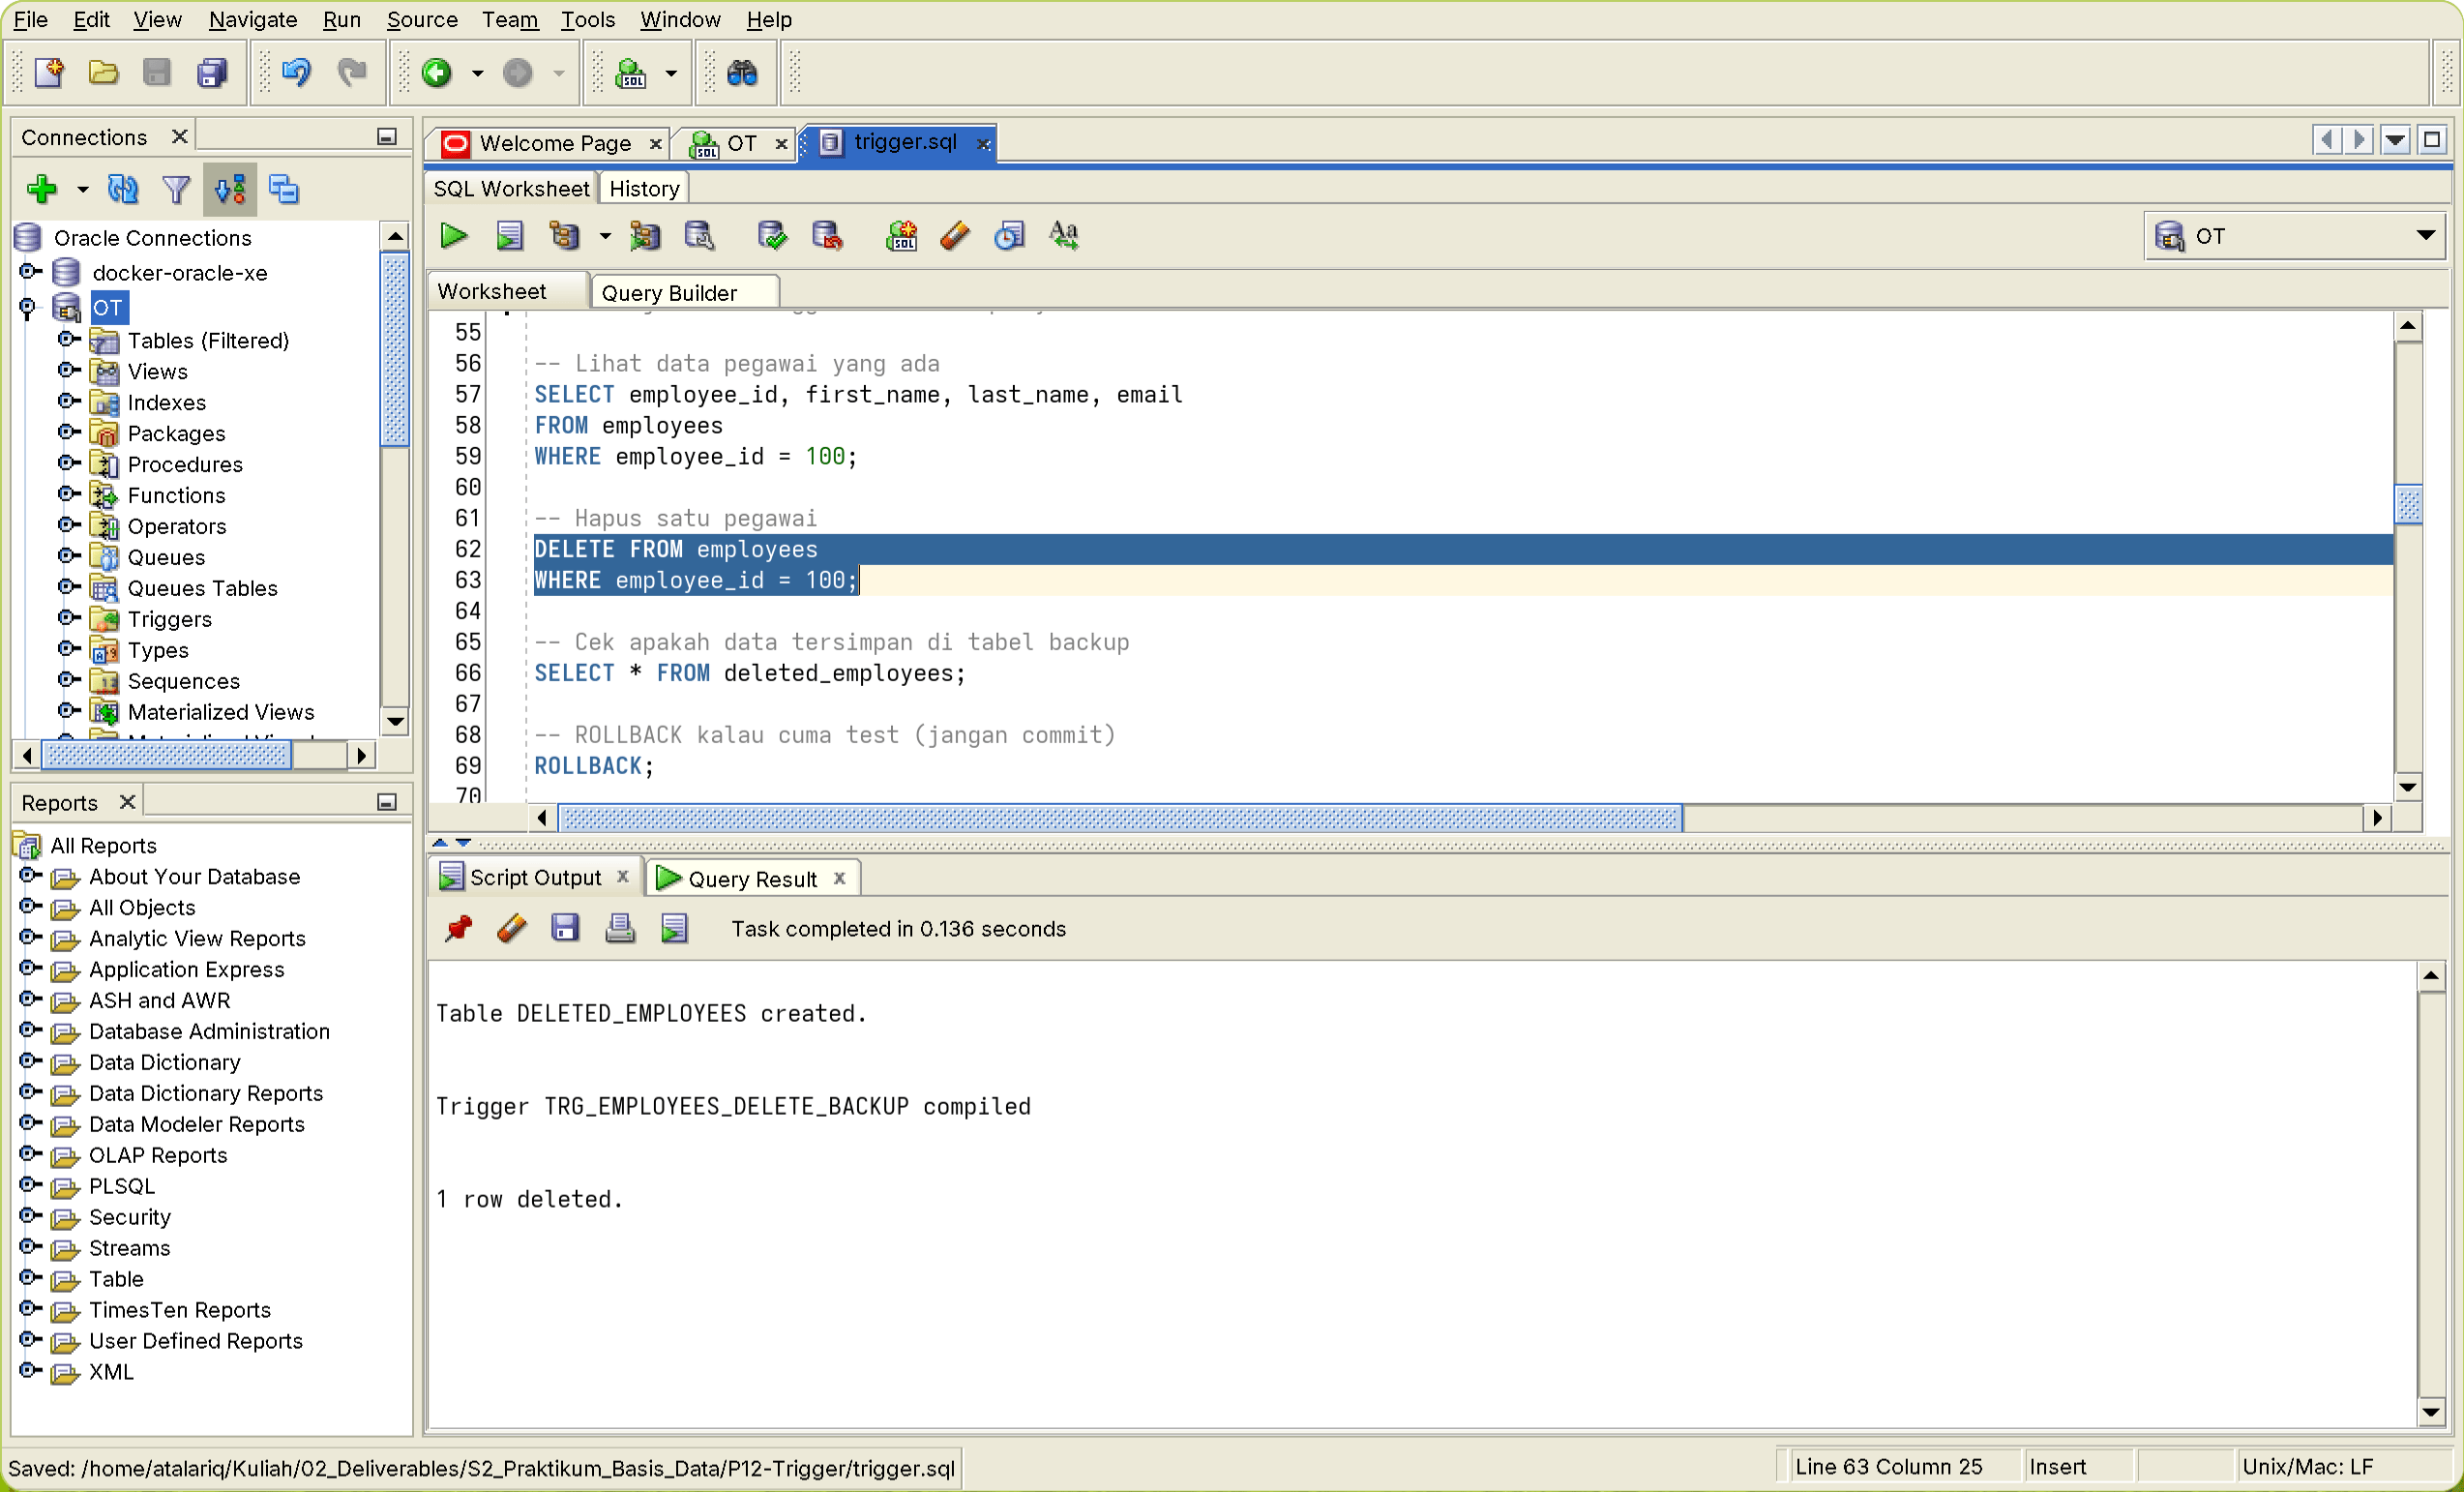 File Edit View Navigate Run Source Team Tools Window Help
Connections
Welcome Page
OT
trigger.sql
SQL Worksheet
History
OT
Oracle Connections
docker-oracle-xe
OT
Tables (Filtered)
Views
Indexes
Packages
Procedures
Functions
Operators
Queues
Queues Tables
Triggers
Types
Sequences
Materialized Views
Worksheet
Query Builder
55
56 -- Lihat data pegawai yang ada
57 SELECT employee_id, first_name, last_name, email
58 FROM employees
59 WHERE employee_id = 100;
60
61 -- Hapus satu pegawai
62 DELETE FROM employees
63 WHERE employee_id = 100;
64
65 -- Cek apakah data tersimpan di tabel backup
66 SELECT * FROM deleted_employees;
67
68 -- ROLLBACK kalau cuma test (jangan commit)
69 ROLLBACK;
70
Reports
All Reports
About Your Database
All Objects
Analytic View Reports
Application Express
ASH and AWR
Database Administration
Data Dictionary
Data Dictionary Reports
Data Modeler Reports
OLAP Reports
PLSQL
Security
Streams
Table
TimesTen Reports
User Defined Reports
XML
Script Output
Query Result
Task completed in 0.136 seconds
Table DELETED_EMPLOYEES created.
Trigger TRG_EMPLOYEES_DELETE_BACKUP compiled
1 row deleted.
Saved: /home/atalariq/Kuliah/02_Deliverables/S2_Praktikum_Basis_Data/P12-Trigger/trigger.sql
Line 63 Column 25
Insert
Unix/Mac: LF